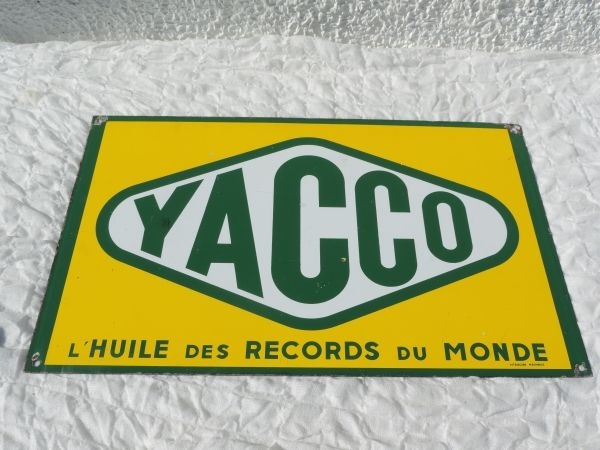 YACCO
L'HUILE DES RECORDS DU MONDE